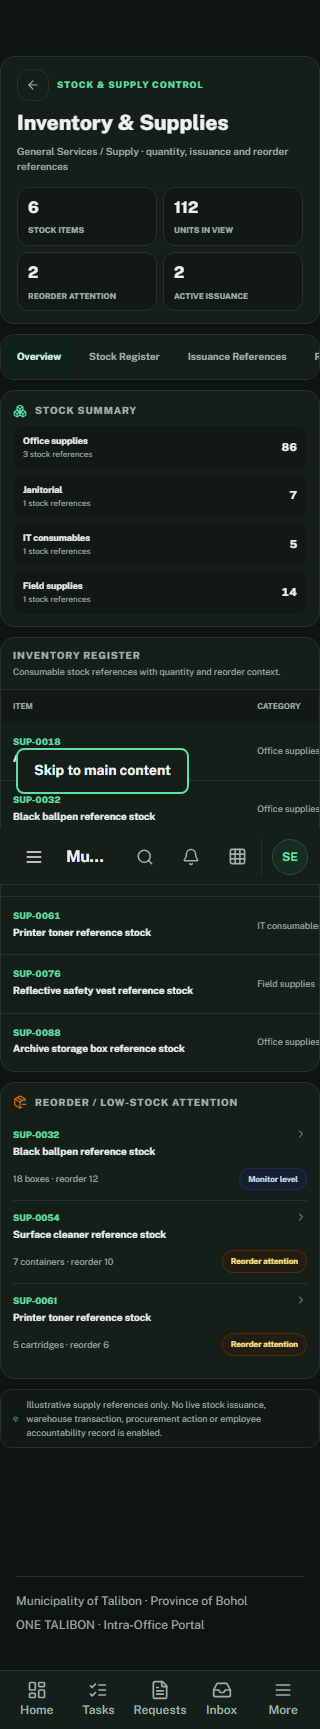 STOCK & SUPPLY CONTROL
Inventory & Supplies
General Services / Supply · quantity, issuance and reorder
references
6
STOCK ITEMS
112
UNITS IN VIEW
2
REORDER ATTENTION
2
ACTIVE ISSUANCE
Overview
Stock Register
Issuance References
STOCK SUMMARY
Office supplies
3 stock references
86
Janitorial
1 stock references
7
IT consumables
1 stock references
5
Field supplies
1 stock references
14
INVENTORY REGISTER
Consumable stock references with quantity and reorder context.
ITEM
CATEGORY
SUP-0018
Office supplies
Skip to main content
SUP-0032
Black ballpen reference stock
Office supplies
Mu...
SE
SUP-0061
Printer toner reference stock
IT consumables
SUP-0076
Reflective safety vest reference stock
Field supplies
SUP-0088
Archive storage box reference stock
Office supplies
REORDER / LOW-STOCK ATTENTION
SUP-0032
Black ballpen reference stock
18 boxes · reorder 12
Monitor level
SUP-0054
Surface cleaner reference stock
7 containers · reorder 10
Reorder attention
SUP-0061
Printer toner reference stock
5 cartridges · reorder 6
Reorder attention
Illustrative supply references only. No live stock issuance,
warehouse transaction, procurement action or employee
accountability record is enabled.
Municipality of Talibon · Province of Bohol
ONE TALIBON · Intra-Office Portal
Home
Tasks
Requests
Inbox
More